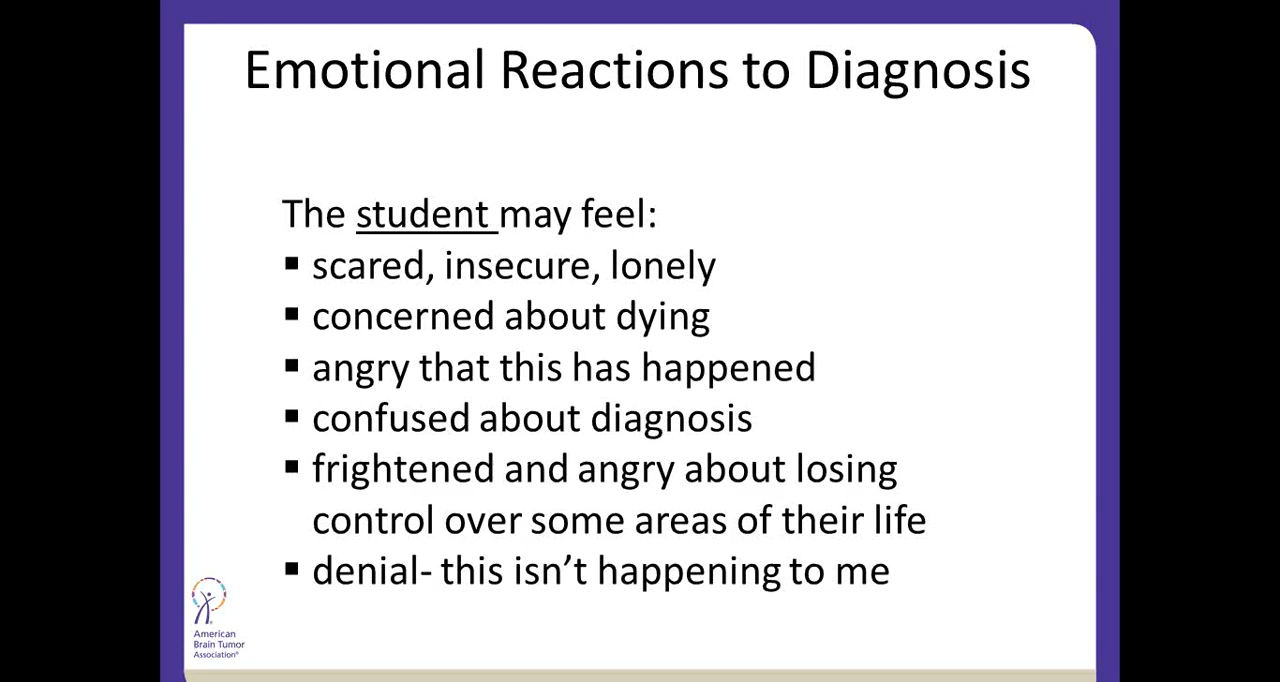 Emotional Reactions to Diagnosis
The student may feel:
▪ scared, insecure, lonely
▪ concerned about dying
▪ angry that this has happened
▪ confused about diagnosis
▪ frightened and angry about losing
control over some areas of their life
▪ denial- this isn’t happening to me
American
Brain Tumor
Association®